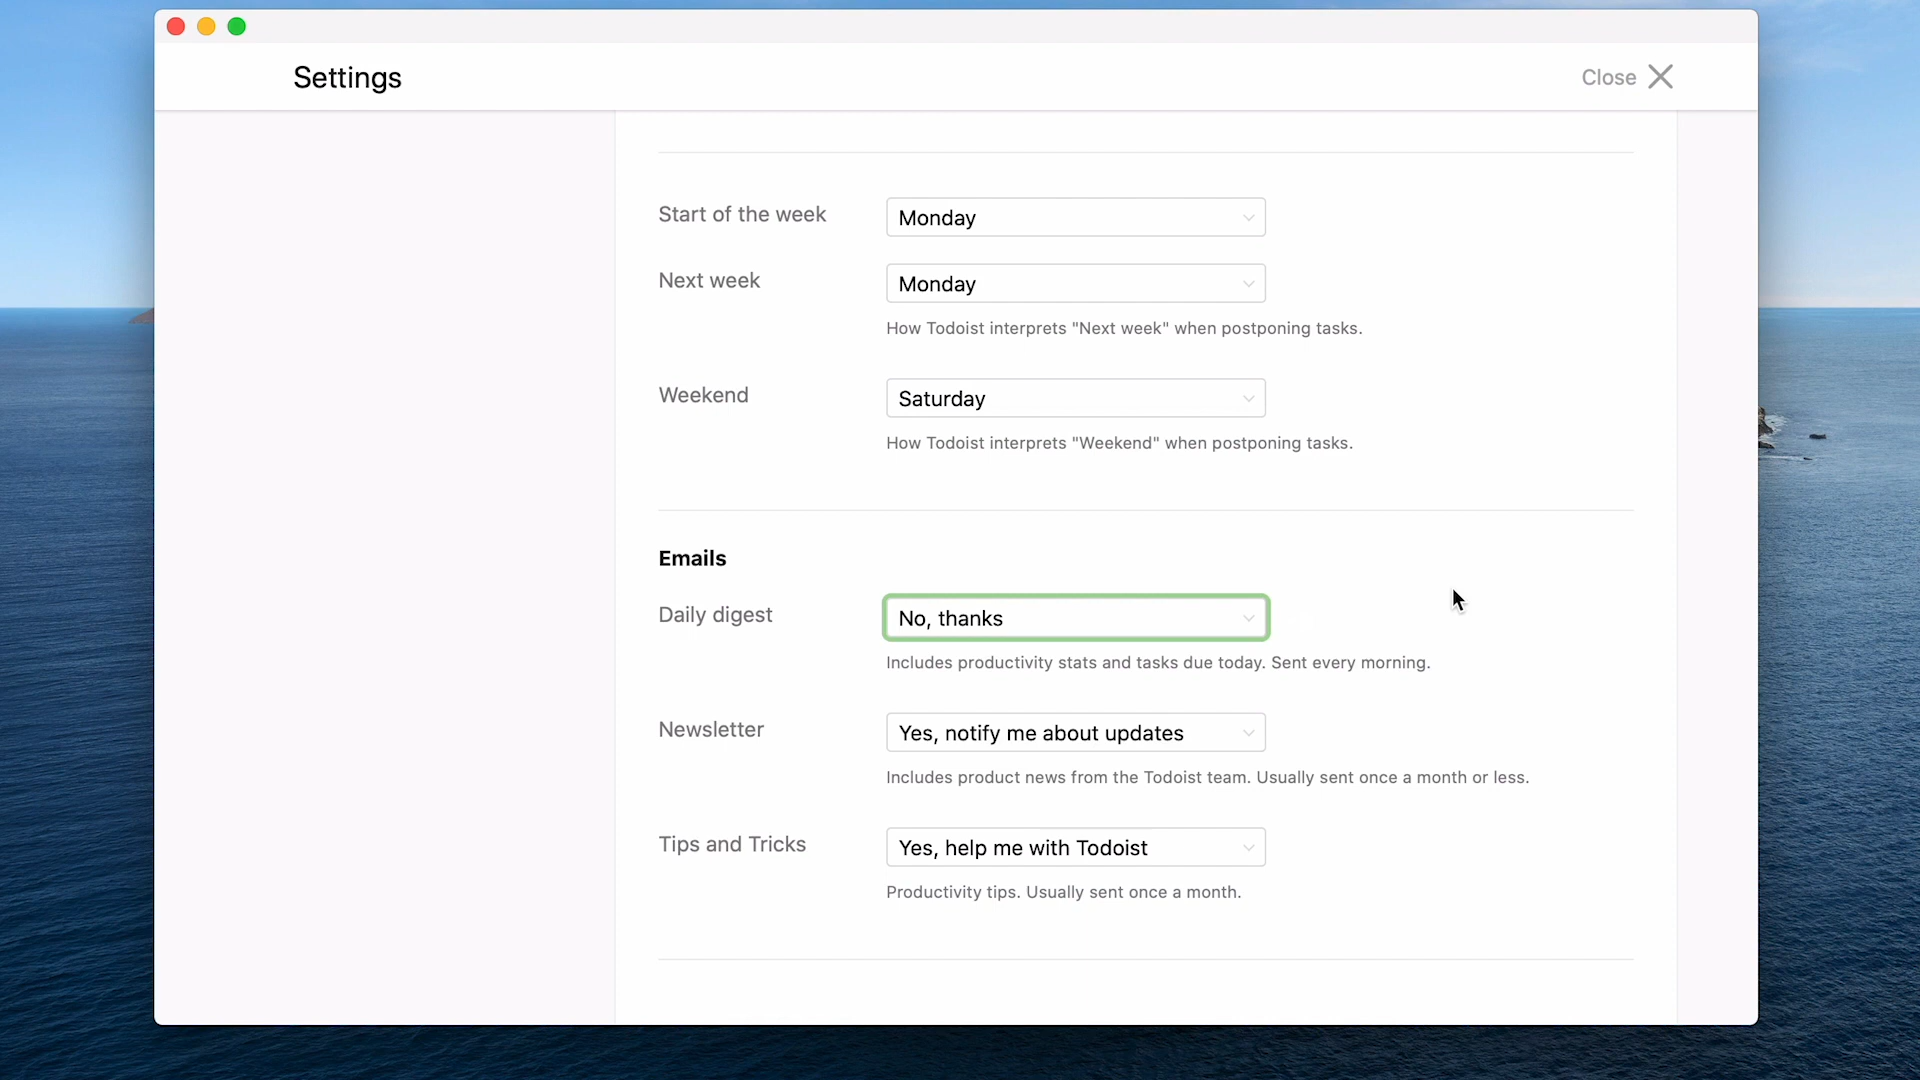 Settings
Close
Start of the week
Monday
Next week
Monday
How Todoist interprets "Next week" when postponing tasks.
Weekend
Saturday
How Todoist interprets "Weekend" when postponing tasks.
Emails
Daily digest
No, thanks
Includes productivity stats and tasks due today. Sent every morning.
Newsletter
Yes, notify me about updates
Includes product news from the Todoist team. Usually sent once a month or less.
Tips and Tricks
Yes, help me with Todoist
Productivity tips. Usually sent once a month.